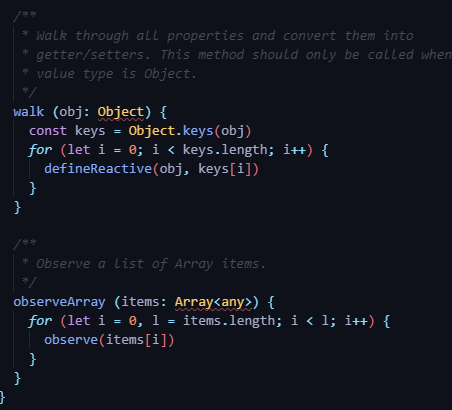 /**
 * Walk through all properties and convert them into
 * getter/setters. This method should only be called when
 * value type is Object.
 */
walk (obj: Object) {
const keys = Object.keys(obj)
for (let i = 0; i < keys.length; i++) {
defineReactive(obj, keys[i])
}
}
/**
 * Observe a list of Array items.
 */
observeArray (items: Array<any>) {
for (let i = 0, l = items.length; i < l; i++) {
observe(items[i])
}
}
}